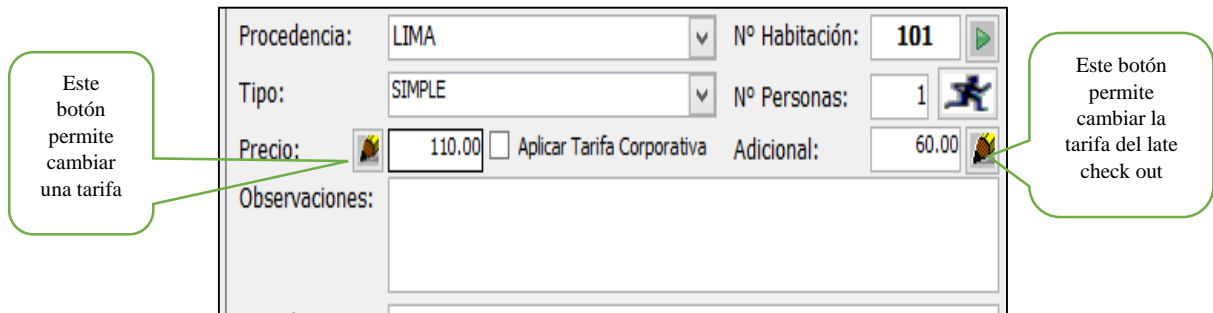 Procedencia: LIMA Nº Habitación: 101
Tipo: SIMPLE Nº Personas: 1
Precio: 110.00 Aplicar Tarifa Corporativa Adicional: 60.00
Observaciones:
Este
botón
permite
cambiar
una tarifa
Este botón
permite
cambiar la
tarifa del late
check out